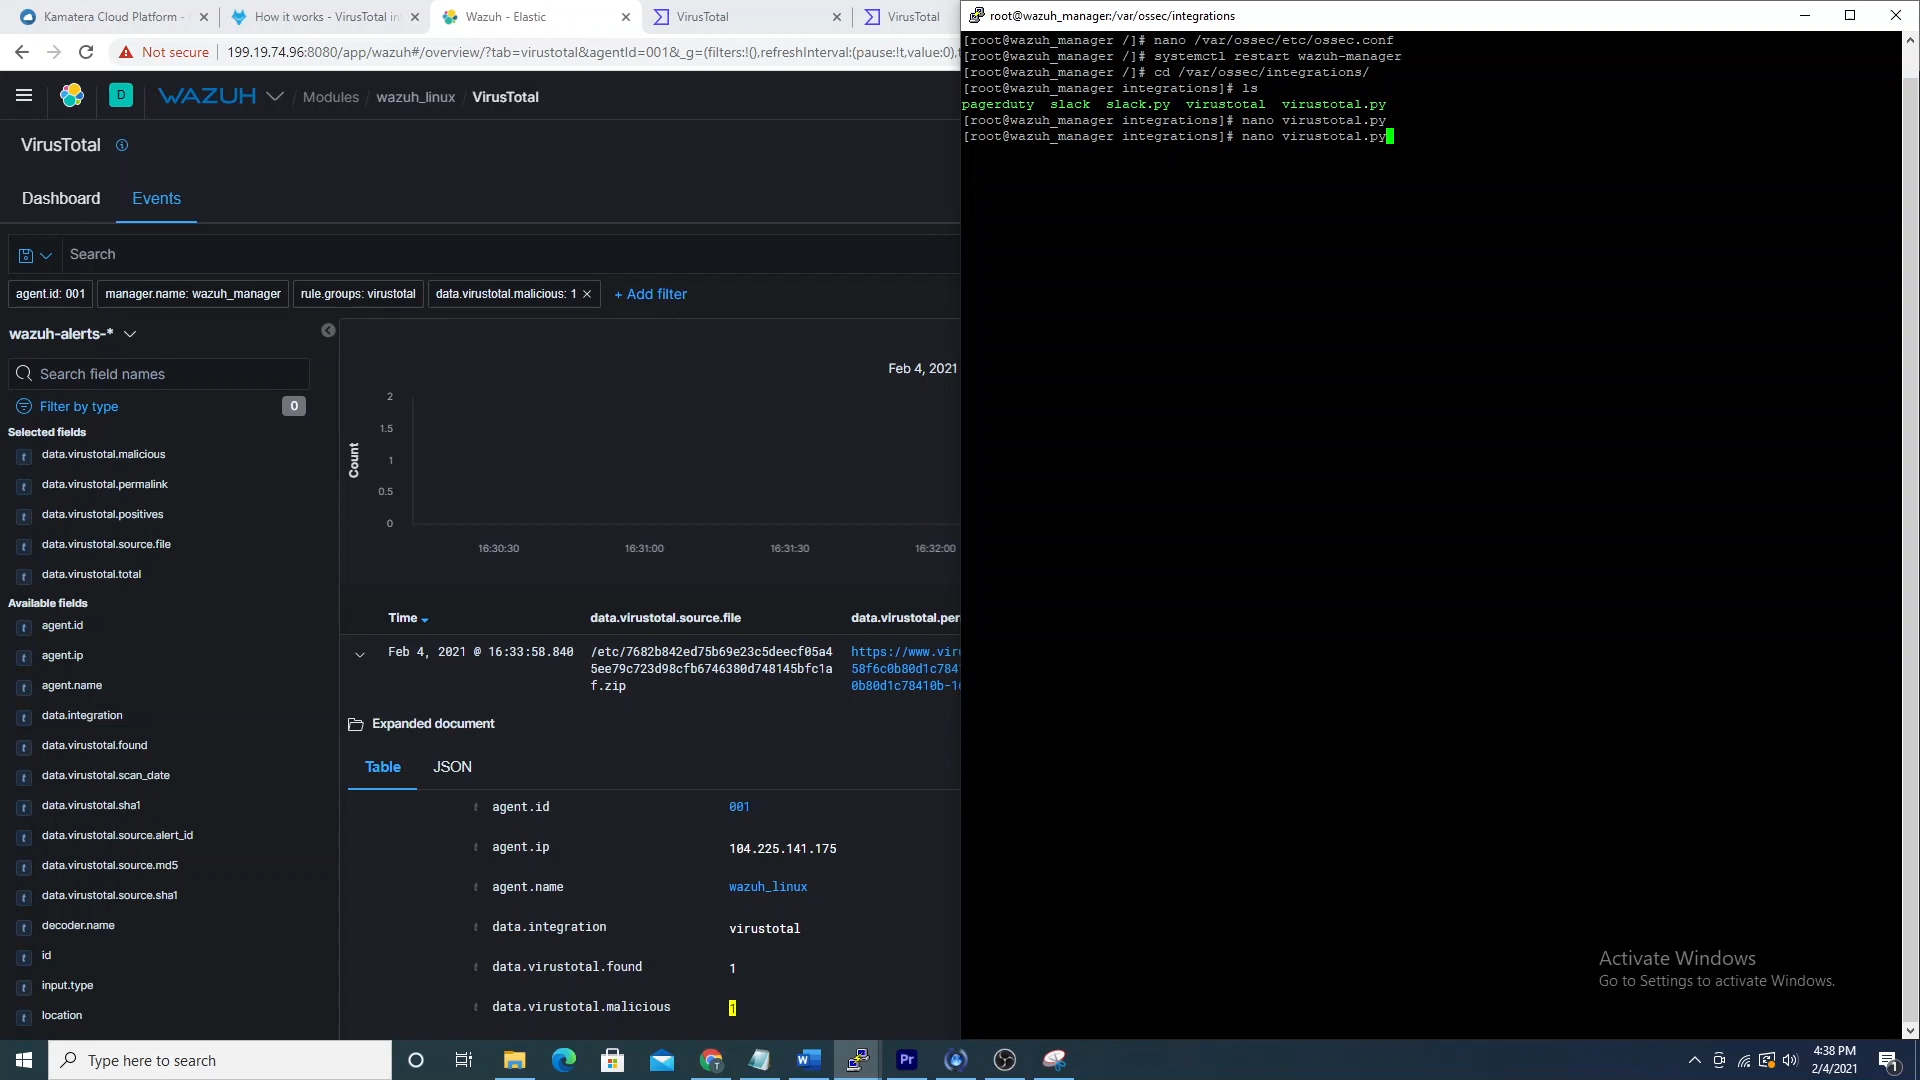 Kamatera Cloud Platform -
How it works - VirusTotal in
Wazuh - Elastic
VirusTotal
VirusTotal
Not secure
199.19.74.96:8080/app/wazuh#/overview/?tab=virustotal&agentId=001&_g=(filters:!(),refreshInterval:(pause:!t,value:0),
D
WAZUH / Modules / wazuh_linux / VirusTotal
VirusTotal
Dashboard
Events
Search
agent.id: 001
manager.name: wazuh_manager
rule.groups: virustotal
data.virustotal.malicious: 1
+ Add filter
wazuh-alerts-*
Search field names
Filter by type
0
Selected fields
t data.virustotal.malicious
t data.virustotal.permalink
t data.virustotal.positives
t data.virustotal.source.file
t data.virustotal.total
Available fields
t agent.id
t agent.ip
t agent.name
t data.integration
t data.virustotal.found
t data.virustotal.scan_date
t data.virustotal.sha1
t data.virustotal.source.alert_id
t data.virustotal.source.md5
t data.virustotal.source.sha1
t decoder.name
t id
t input.type
t location
Feb 4, 2021
Count
2
1.5
1
0.5
0
16:30:30
16:31:00
16:31:30
16:32:00
Time
data.virustotal.source.file
data.virustotal.per
Feb 4, 2021 @ 16:33:58.840
/etc/7682b842ed75b69e23c5deecf05a4
5ee79c723d98cfb6746380d748145bfc1a
f.zip
https://www.viru
58f6c0b80d1c784
0b80d1c78410b-1
Expanded document
Table
JSON
t agent.id 001
t agent.ip 104.225.141.175
t agent.name wazuh_linux
t data.integration virustotal
t data.virustotal.found 1
t data.virustotal.malicious 1
root@wazuh_manager:/var/ossec/integrations
[root@wazuh_manager /]# nano /var/ossec/etc/ossec.conf
[root@wazuh_manager /]# systemctl restart wazuh-manager
[root@wazuh_manager /]# cd /var/ossec/integrations/
[root@wazuh_manager integrations]# ls
pagerduty slack slack.py virustotal virustotal.py
[root@wazuh_manager integrations]# nano virustotal.py
[root@wazuh_manager integrations]# nano virustotal.py
Activate Windows
Go to Settings to activate Windows.
Type here to search
T
W
Pr
4:38 PM
2/4/2021
1